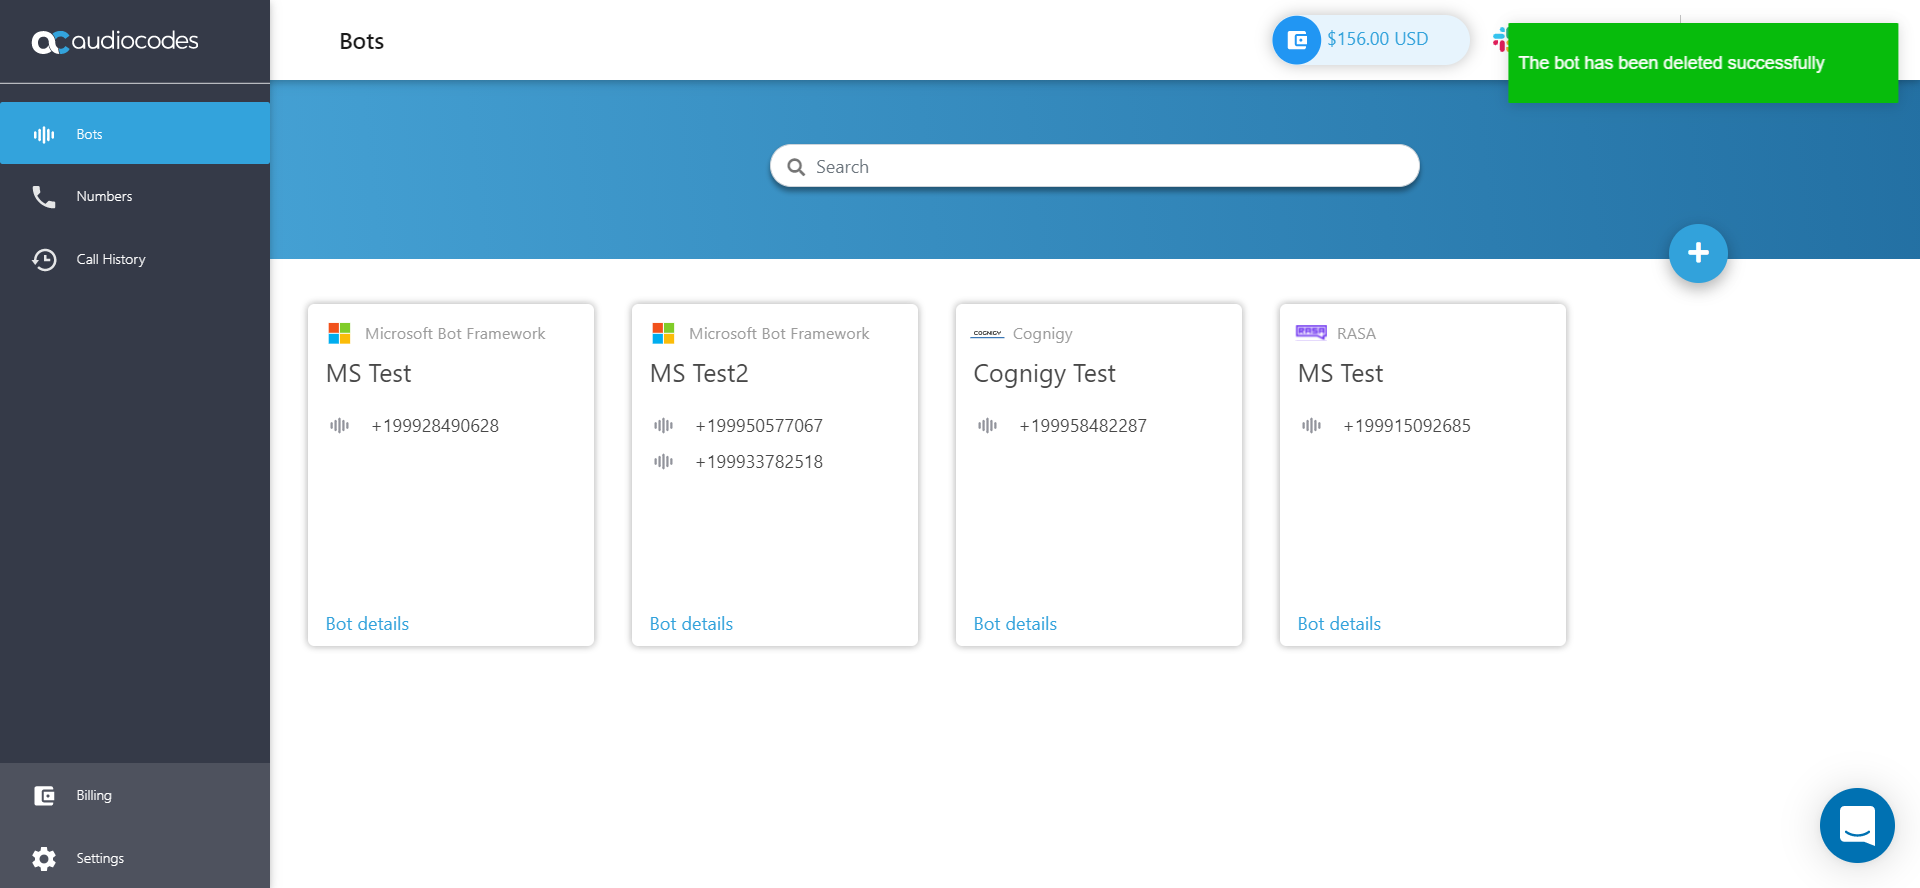 audiocodes
Bots
$156.00 USD
The bot has been deleted successfully
Bots
Numbers
Call History
Search
Microsoft Bot Framework
MS Test
+199928490628
Bot details
Microsoft Bot Framework
MS Test2
+199950577067
+199933782518
Bot details
COGNIGY
Cognigy
Cognigy Test
+199958482287
Bot details
RASA
RASA
MS Test
+199915092685
Bot details
Billing
Settings